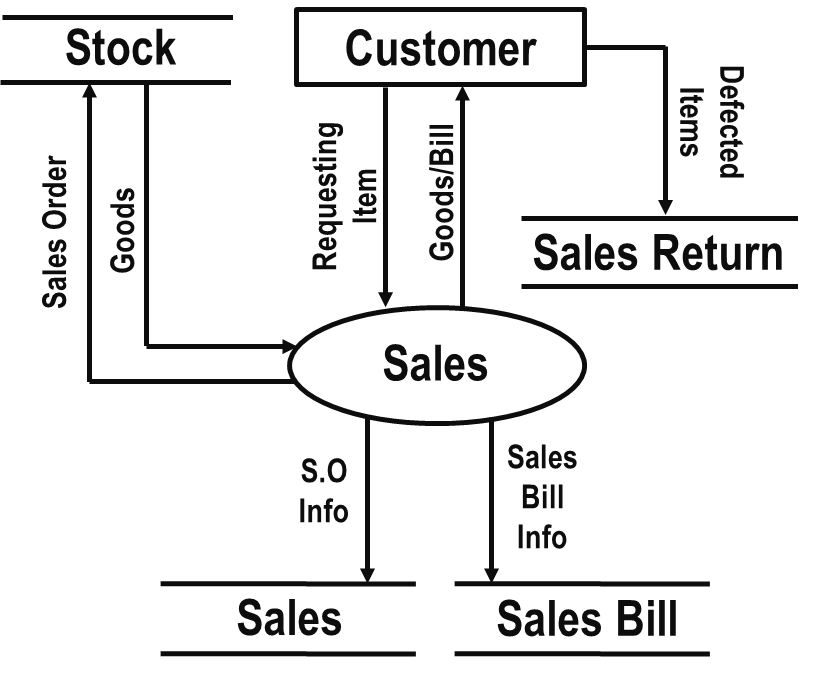 Stock
Customer
Defected
Items
Sales Order
Goods
Requesting
Item
Goods/Bill
Sales Return
Sales
S.O
Info
Sales
Bill
Info
Sales
Sales Bill